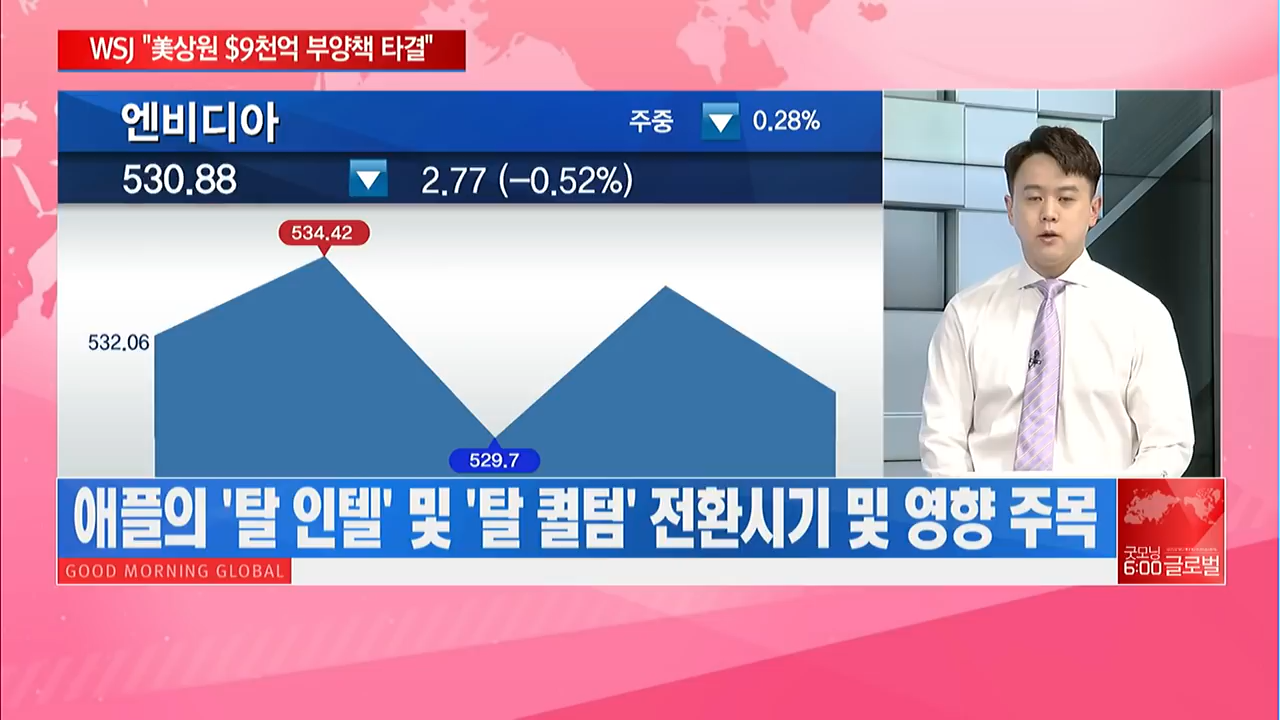 WSJ "美상원 $9천억 부양책 타결"
엔비디아 주중 ▼ 0.28%
530.88 ▼ 2.77 (-0.52%)
534.42
532.06
529.7
애플의 '탈 인텔' 및 '탈 퀄텀' 전환시기 및 영향 주목
GOOD MORNING GLOBAL
굿모닝
6:00 글로벌